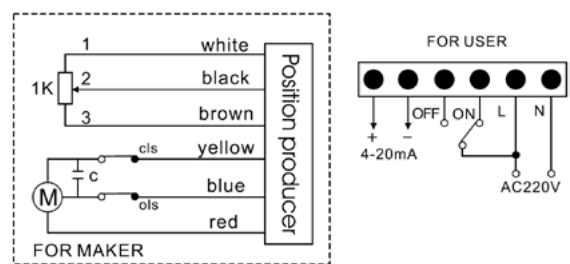 1 white
1K 2 black
3 brown
cls yellow
c
M blue
ols
red
Position producer
FOR MAKER
FOR USER
OFF ON L N
+ −
4-20mA
AC220V